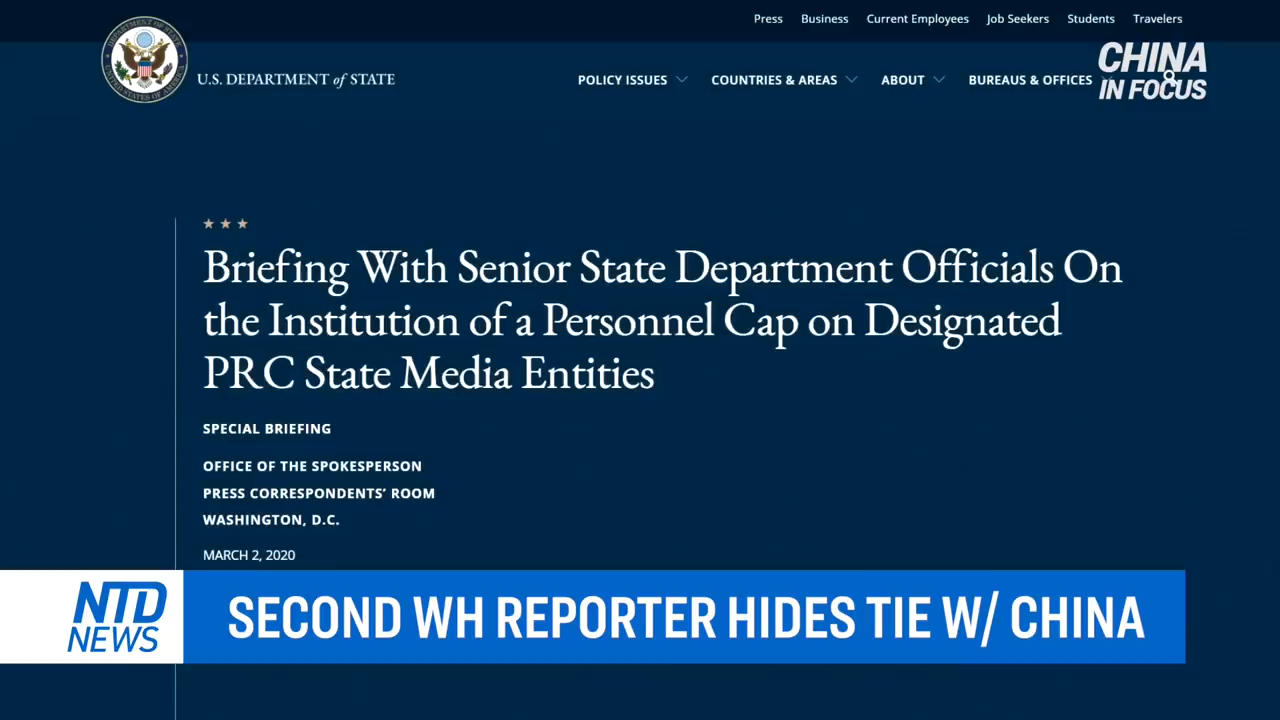 Press Business Current Employees Job Seekers Students Travelers
U.S. DEPARTMENT of STATE
POLICY ISSUES COUNTRIES & AREAS ABOUT BUREAUS & OFFICES
CHINA
IN FOCUS
Briefing With Senior State Department Officials On
the Institution of a Personnel Cap on Designated
PRC State Media Entities
SPECIAL BRIEFING
OFFICE OF THE SPOKESPERSON
PRESS CORRESPONDENTS’ ROOM
WASHINGTON, D.C.
MARCH 2, 2020
NTD
NEWS
SECOND WH REPORTER HIDES TIE W/ CHINA